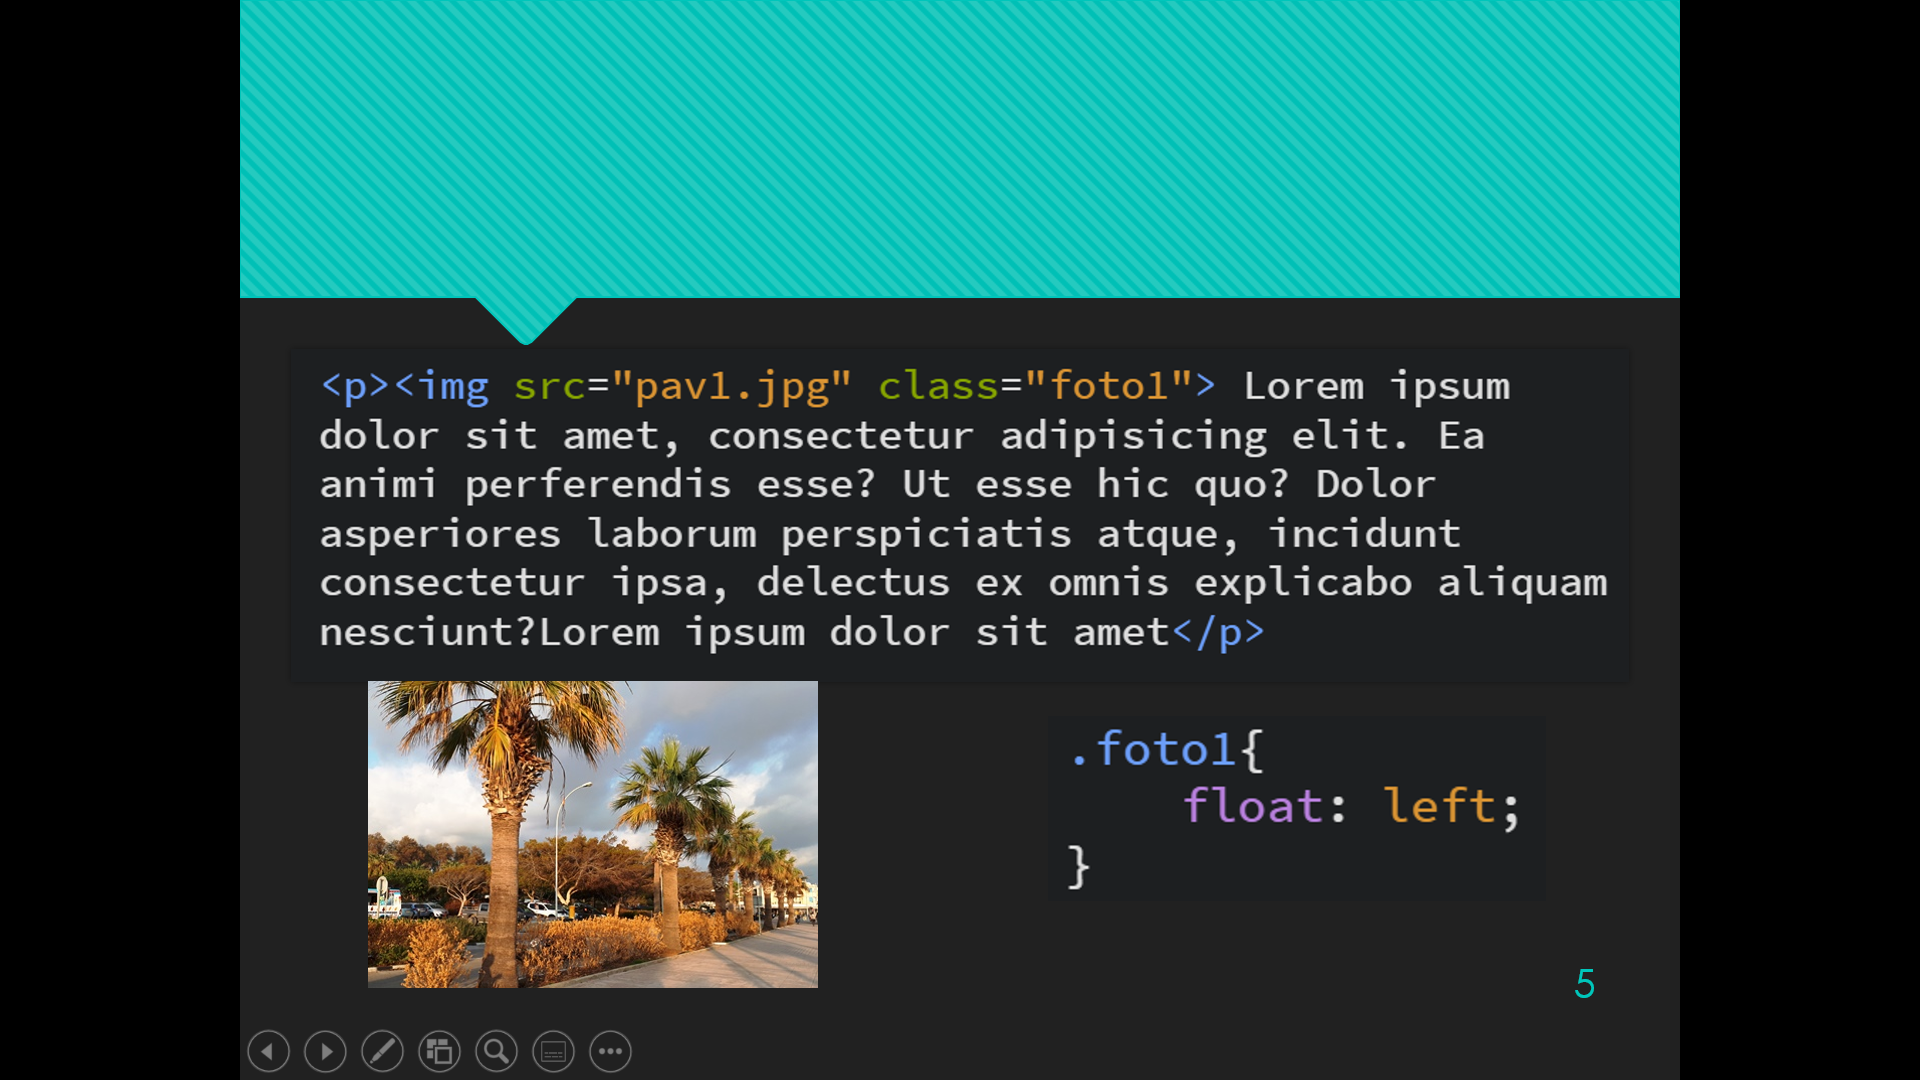 <p><img src="pav1.jpg" class="foto1"> Lorem ipsum
dolor sit amet, consectetur adipisicing elit. Ea
animi perferendis esse? Ut esse hic quo? Dolor
asperiores laborum perspiciatis atque, incidunt
consectetur ipsa, delectus ex omnis explicabo aliquam
nesciunt?Lorem ipsum dolor sit amet</p>
.foto1{
float: left;
}
5